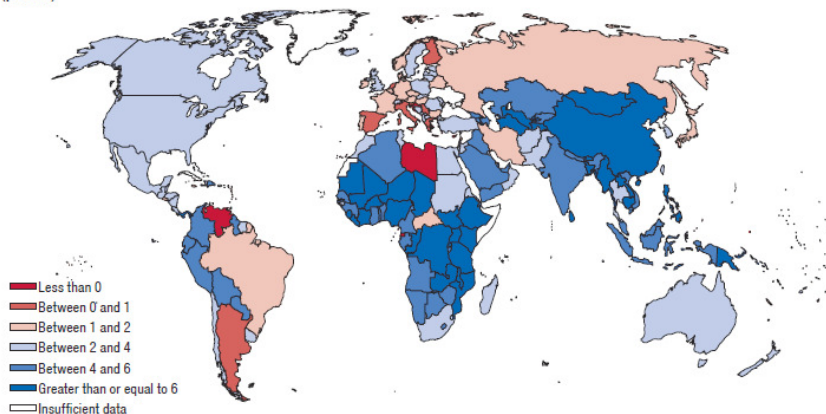 Less than 0
Between 0 and 1
Between 1 and 2
Between 2 and 4
Between 4 and 6
Greater than or equal to 6
Insufficient data